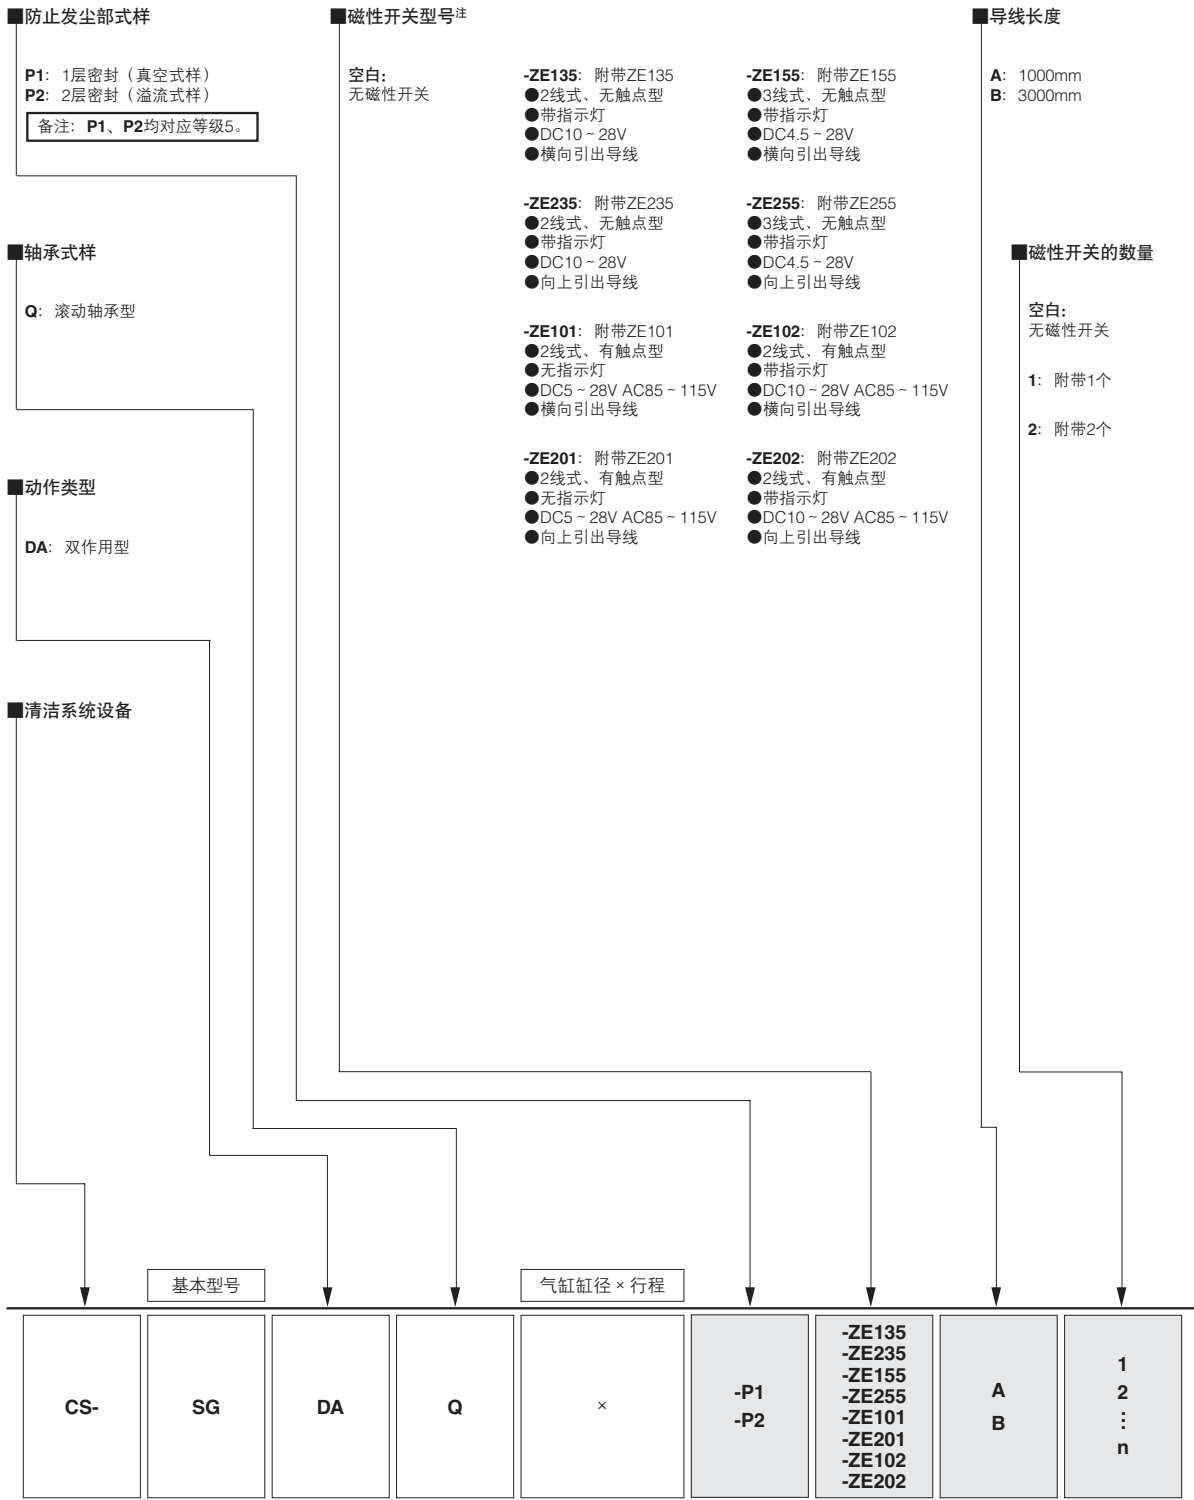 ■防止发尘部式样
P1：1层密封（真空式样）
P2：2层密封（溢流式样）
备注：P1、P2均对应等级5。
■轴承式样
Q：滚动轴承型
■动作类型
DA：双作用型
■清洁系统设备
■磁性开关型号注
空白：
无磁性开关
-ZE135：附带ZE135
●2线式、无触点型
●带指示灯
●DC10～28V
●横向引出导线
-ZE155：附带ZE155
●3线式、无触点型
●带指示灯
●DC4.5～28V
●横向引出导线
-ZE235：附带ZE235
●2线式、无触点型
●带指示灯
●DC10～28V
●向上引出导线
-ZE255：附带ZE255
●3线式、无触点型
●带指示灯
●DC4.5～28V
●向上引出导线
-ZE101：附带ZE101
●2线式、有触点型
●无指示灯
●DC5～28V AC85～115V
●横向引出导线
-ZE102：附带ZE102
●2线式、有触点型
●带指示灯
●DC10～28V AC85～115V
●横向引出导线
-ZE201：附带ZE201
●2线式、有触点型
●无指示灯
●DC5～28V AC85～115V
●向上引出导线
-ZE202：附带ZE202
●2线式、有触点型
●带指示灯
●DC10～28V AC85～115V
●向上引出导线
■导线长度
A：1000mm
B：3000mm
■磁性开关的数量
空白：
无磁性开关
1：附带1个
2：附带2个
基本型号
气缸缸径×行程
CS-
SG
DA
Q
×
-P1
-P2
-ZE135
-ZE235
-ZE155
-ZE255
-ZE101
-ZE201
-ZE102
-ZE202
A
B
1
2
⋮
n